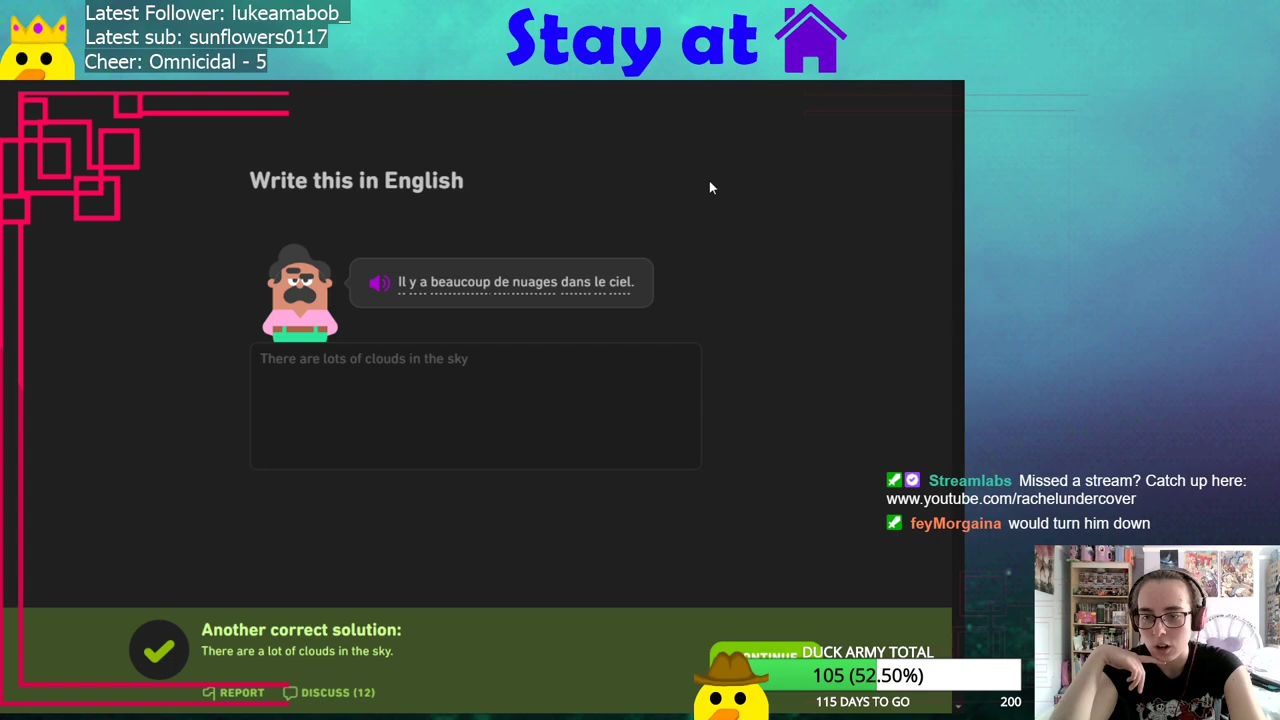 Latest Follower: lukeamabob_
Latest sub: sunflowers0117
Cheer: Omnicidal - 5
Stay at
Write this in English
Il y a beaucoup de nuages dans le ciel.
There are lots of clouds in the sky
Streamlabs Missed a stream? Catch up here:
www.youtube.com/rachelundercover
feyMorgaina would turn him down
Another correct solution:
There are a lot of clouds in the sky.
REPORT DISCUSS (12)
CONTINUE
DUCK ARMY TOTAL
105 (52.50%)
115 DAYS TO GO 200